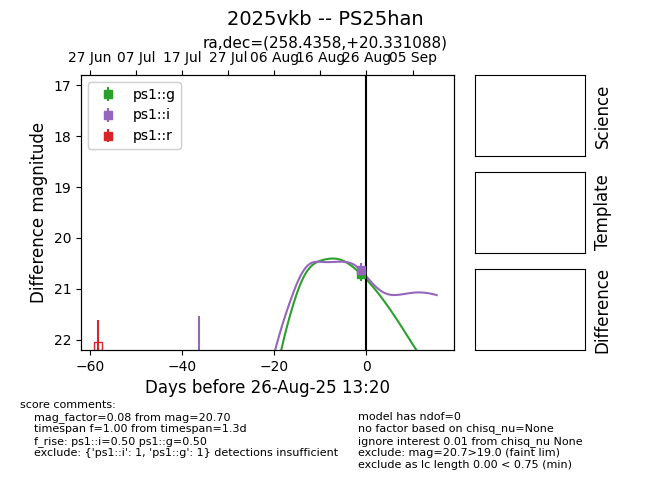 2025vkb -- PS25han
ra,dec=(258.4358,+20.331088)
27 Jun 07 Jul 17 Jul 27 Jul 06 Aug 16 Aug 26 Aug 05 Sep
17
18
19
20
21
22
Difference magnitude
ps1::g
ps1::i
ps1::r
−60 −40 −20 0
Days before 26-Aug-25 13:20
Science
Template
Difference
score comments:
mag_factor=0.08 from mag=20.70
timespan f=1.00 from timespan=1.3d
f_rise: ps1::i=0.50 ps1::g=0.50
exclude: {'ps1::i': 1, 'ps1::g': 1} detections insufficient
model has ndof=0
no factor based on chisq_nu=None
ignore interest 0.01 from chisq_nu None
exclude: mag=20.7>19.0 (faint lim)
exclude as lc length 0.00 < 0.75 (min)